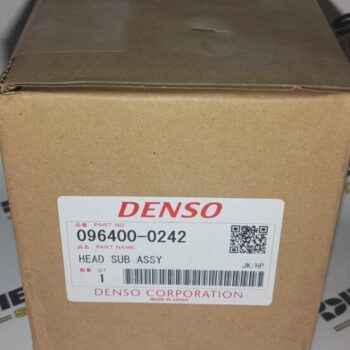 DENSO
品番 PART NO.
096400-0242
品名 PART NAME
HEAD SUB ASSY
数量 QT
1
JK/HP
DENSO CORPORATION
MADE IN JAPAN